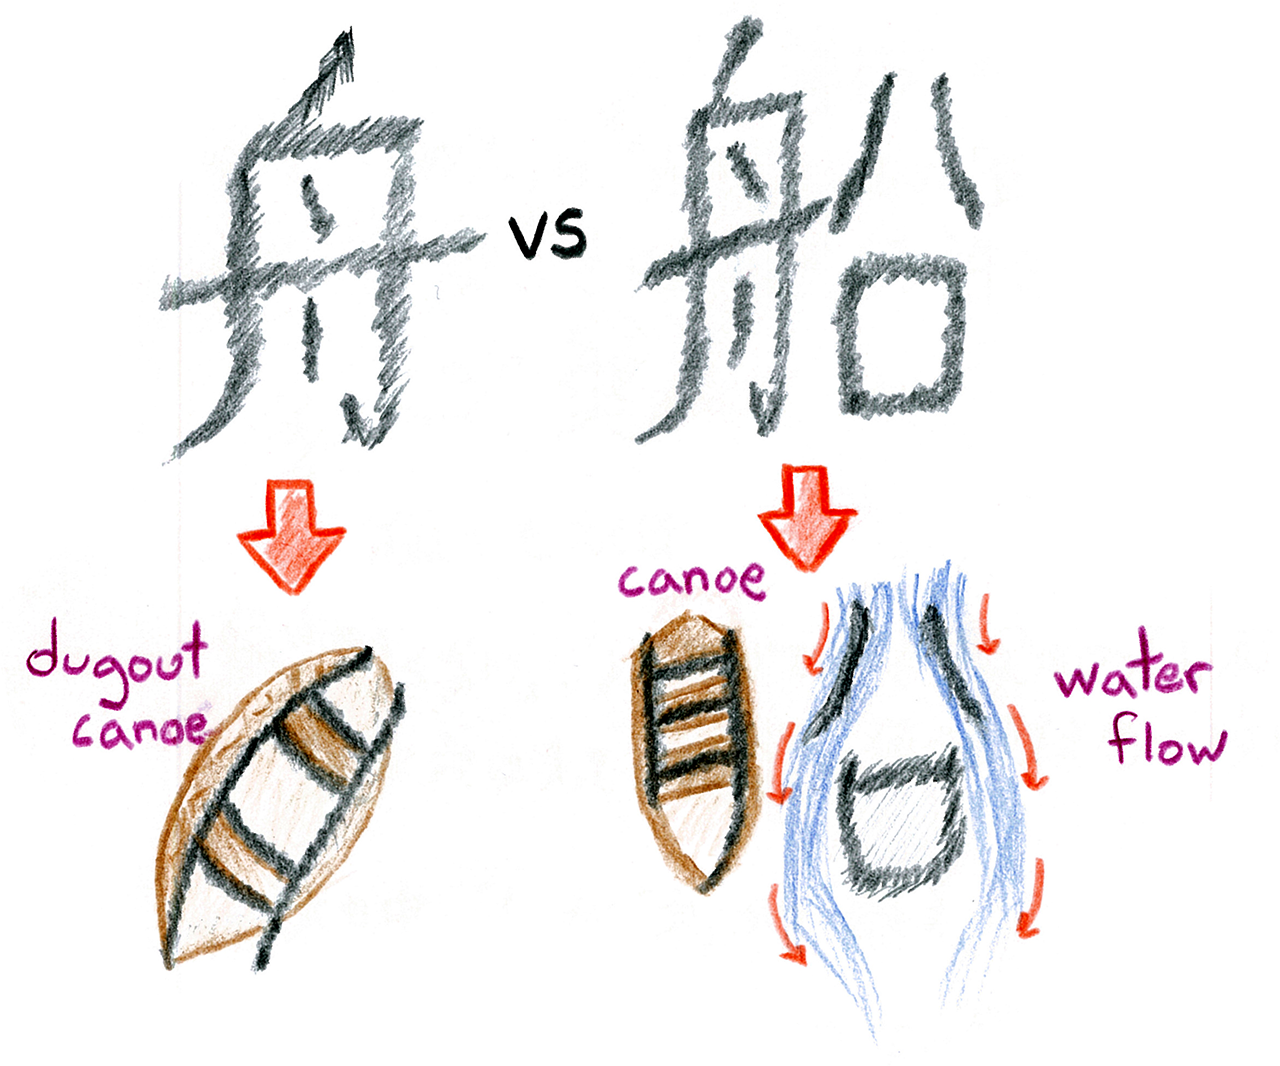 舟 vs 船
canoe
dugout
canoe
water
flow